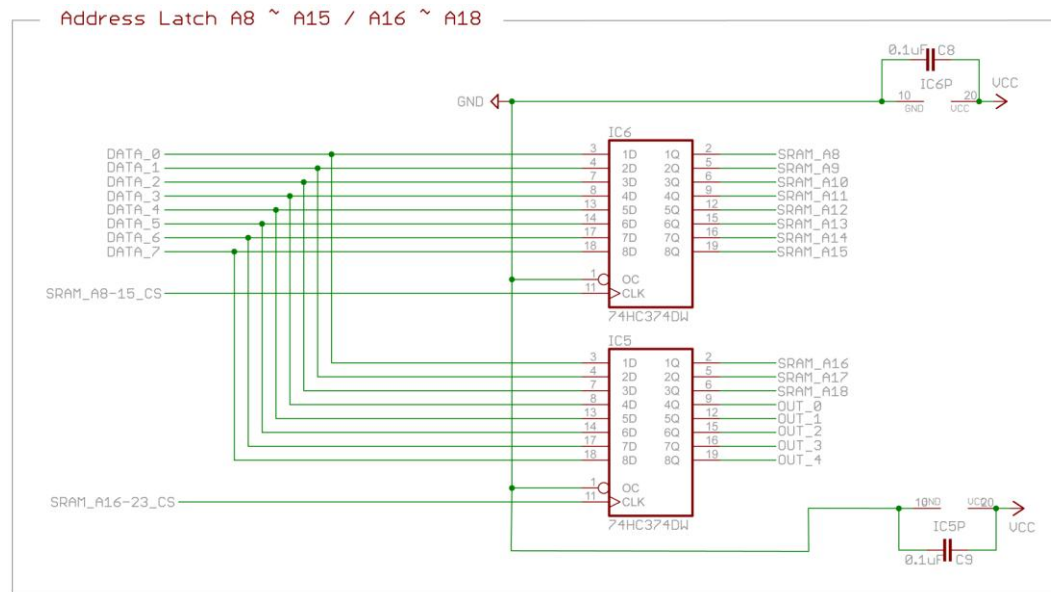 Address Latch A8 ~ A15 / A16 ~ A18
0.1uF C8
IC6P
VCC
10 20
GND VCC
GND
IC6
DATA_0 3 1D 1Q 2 SRAM_A8
DATA_1 4 2D 2Q 5 SRAM_A9
DATA_2 7 3D 3Q 6 SRAM_A10
DATA_3 8 4D 4Q 9 SRAM_A11
DATA_4 13 5D 5Q 12 SRAM_A12
DATA_5 14 6D 6Q 15 SRAM_A13
DATA_6 17 7D 7Q 16 SRAM_A14
DATA_7 18 8D 8Q 19 SRAM_A15
1 OC
SRAM_A8-15_CS 11 CLK
74HC374DW
IC5
3 1D 1Q 2 SRAM_A16
4 2D 2Q 5 SRAM_A17
7 3D 3Q 6 SRAM_A18
8 4D 4Q 9 OUT_0
13 5D 5Q 12 OUT_1
14 6D 6Q 15 OUT_2
17 7D 7Q 16 OUT_3
18 8D 8Q 19 OUT_4
1 OC
SRAM_A16-23_CS 11 CLK
74HC374DW
10 GND VCC 20
IC5P
VCC
0.1uF C9